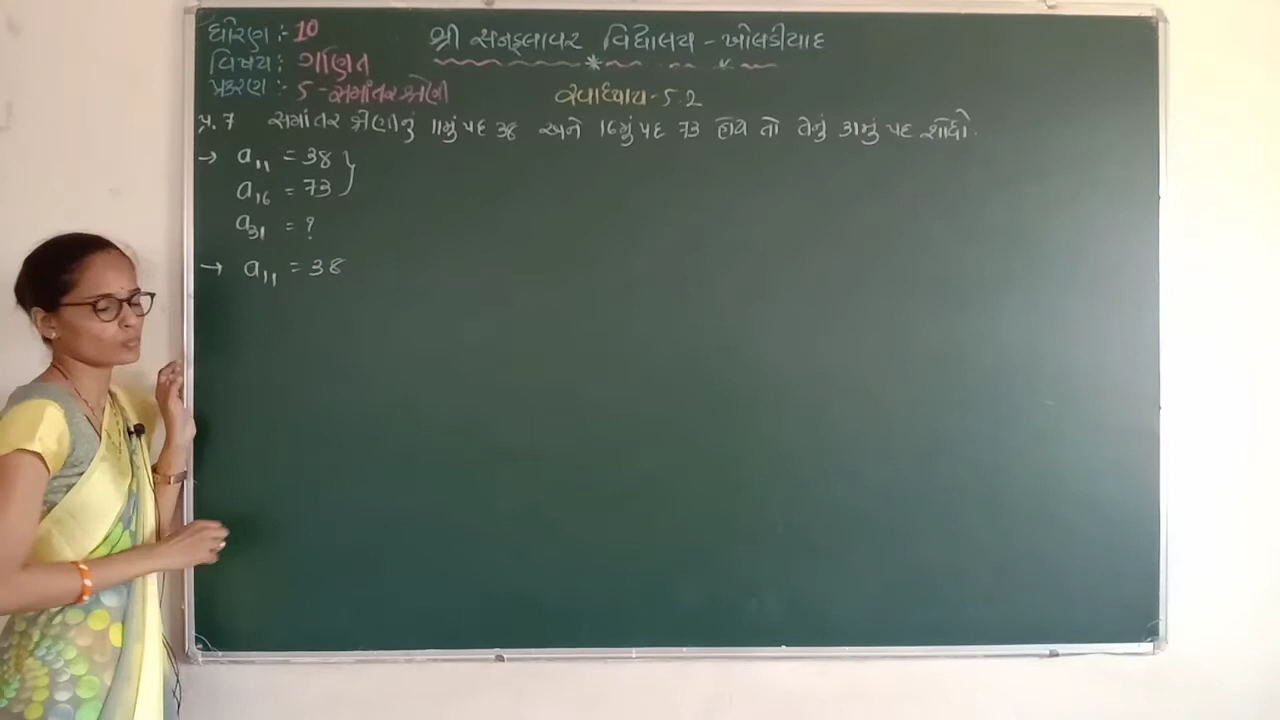 ધોરણ :- 10
શ્રી સનફ્લાવર વિદ્યાલય - ખોલડીયાદ
વિષય : ગણિત
પ્રકરણ :- 5 - સમાંતર શ્રેણી
સ્વાધ્યાય - 5.2
પ્ર. 7 સમાંતર શ્રેણીનું 11મું પદ 38 અને 16મું પદ 73 હોય તો તેનું 31મું પદ શોધો.
→ a₁₁ = 38 }
a₁₆ = 73
a₃₁ = ?
→ a₁₁ = 38